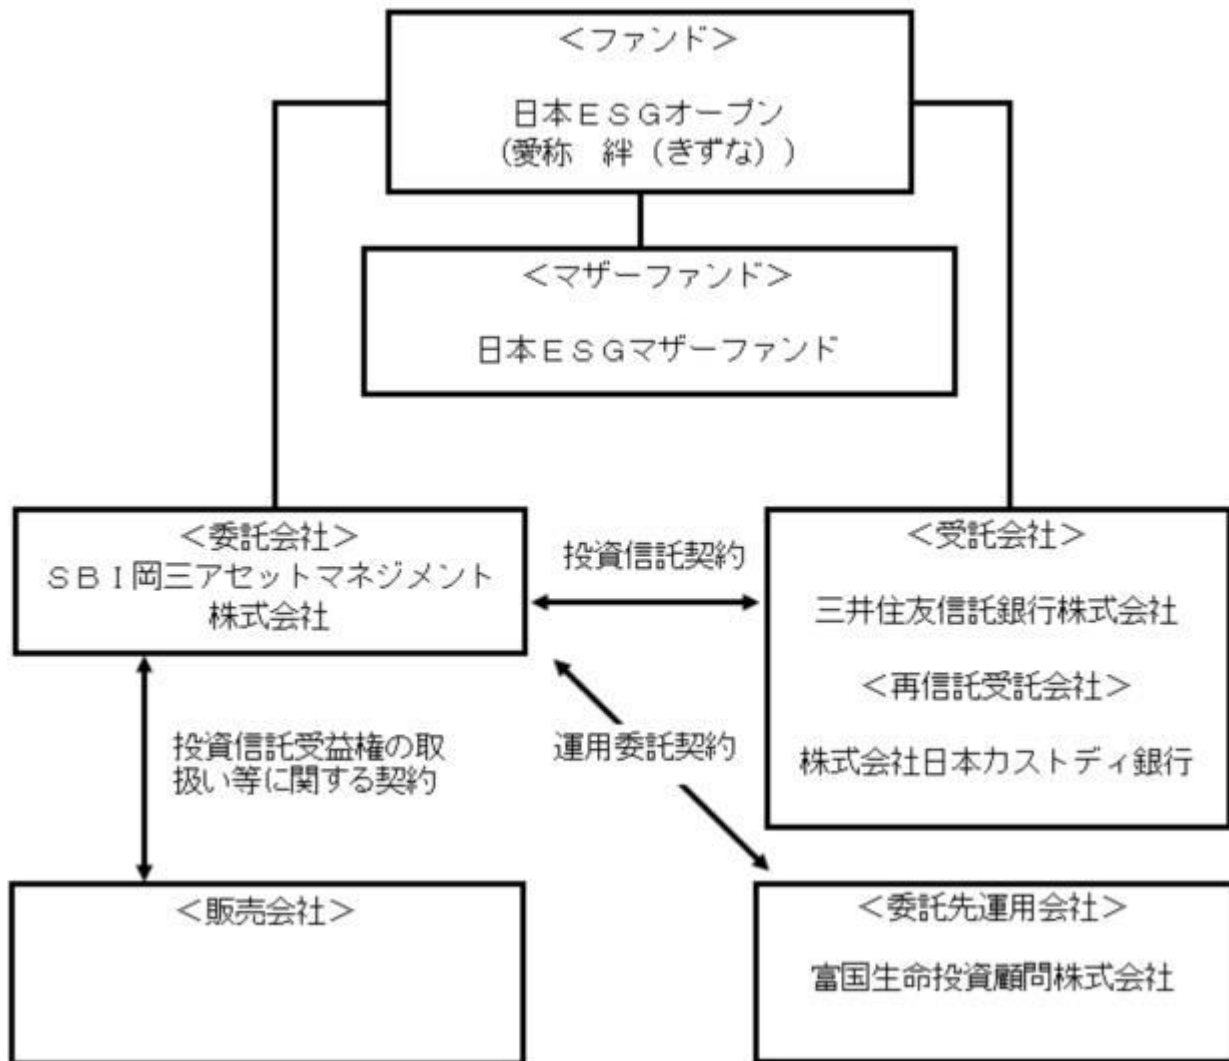 ＜ファンド＞
日本ＥＳＧオープン
（愛称　絆（きずな））
＜マザーファンド＞
日本ＥＳＧマザーファンド
＜委託会社＞
ＳＢＩ岡三アセットマネジメント
株式会社
投資信託契約
＜受託会社＞
三井住友信託銀行株式会社
＜再信託受託会社＞
株式会社日本カストディ銀行
投資信託受益権の取
扱い等に関する契約
運用委託契約
＜販売会社＞
＜委託先運用会社＞
富国生命投資顧問株式会社